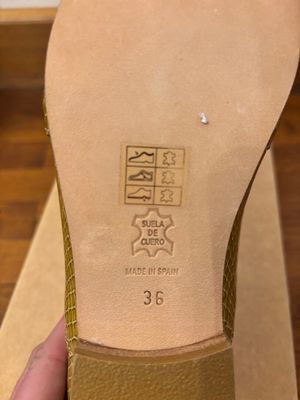 SUELA
DE
CUERO
MADE IN SPAIN
36